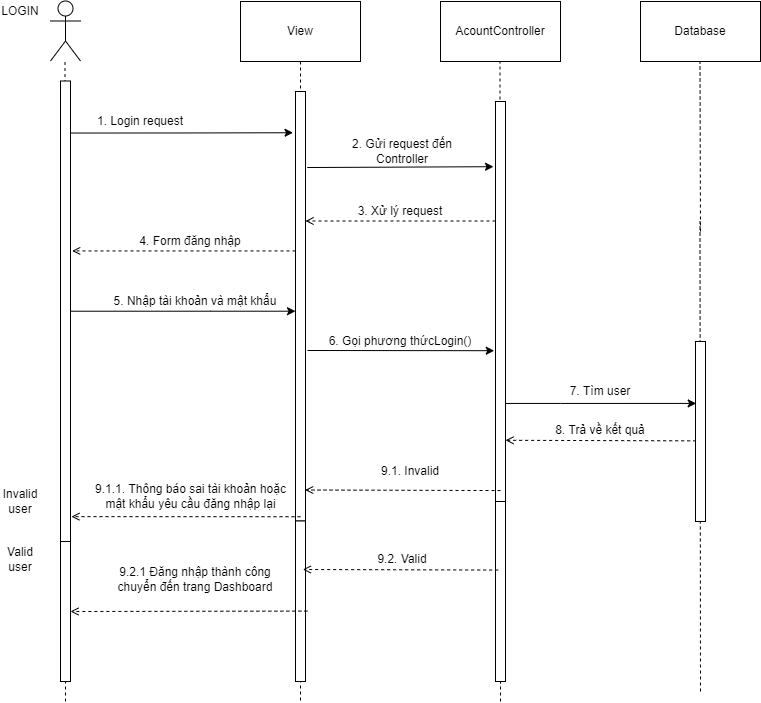 LOGIN
View
AcountController
Database
1. Login request
2. Gửi request đến
Controller
3. Xử lý request
4. Form đăng nhập
5. Nhập tài khoản và mật khẩu
6. Gọi phương thứcLogin()
7. Tìm user
8. Trả về kết quả
9.1. Invalid
Invalid
user
9.1.1. Thông báo sai tài khoản hoặc
mật khẩu yêu cầu đăng nhập lại
Valid
user
9.2. Valid
9.2.1 Đăng nhập thành công
chuyển đến trang Dashboard